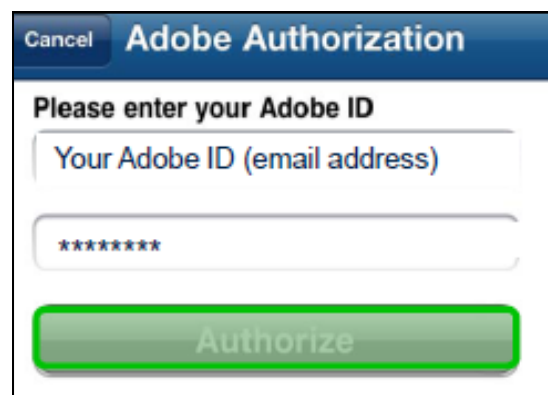 Cancel Adobe Authorization
Please enter your Adobe ID
Your Adobe ID (email address)
********
Authorize